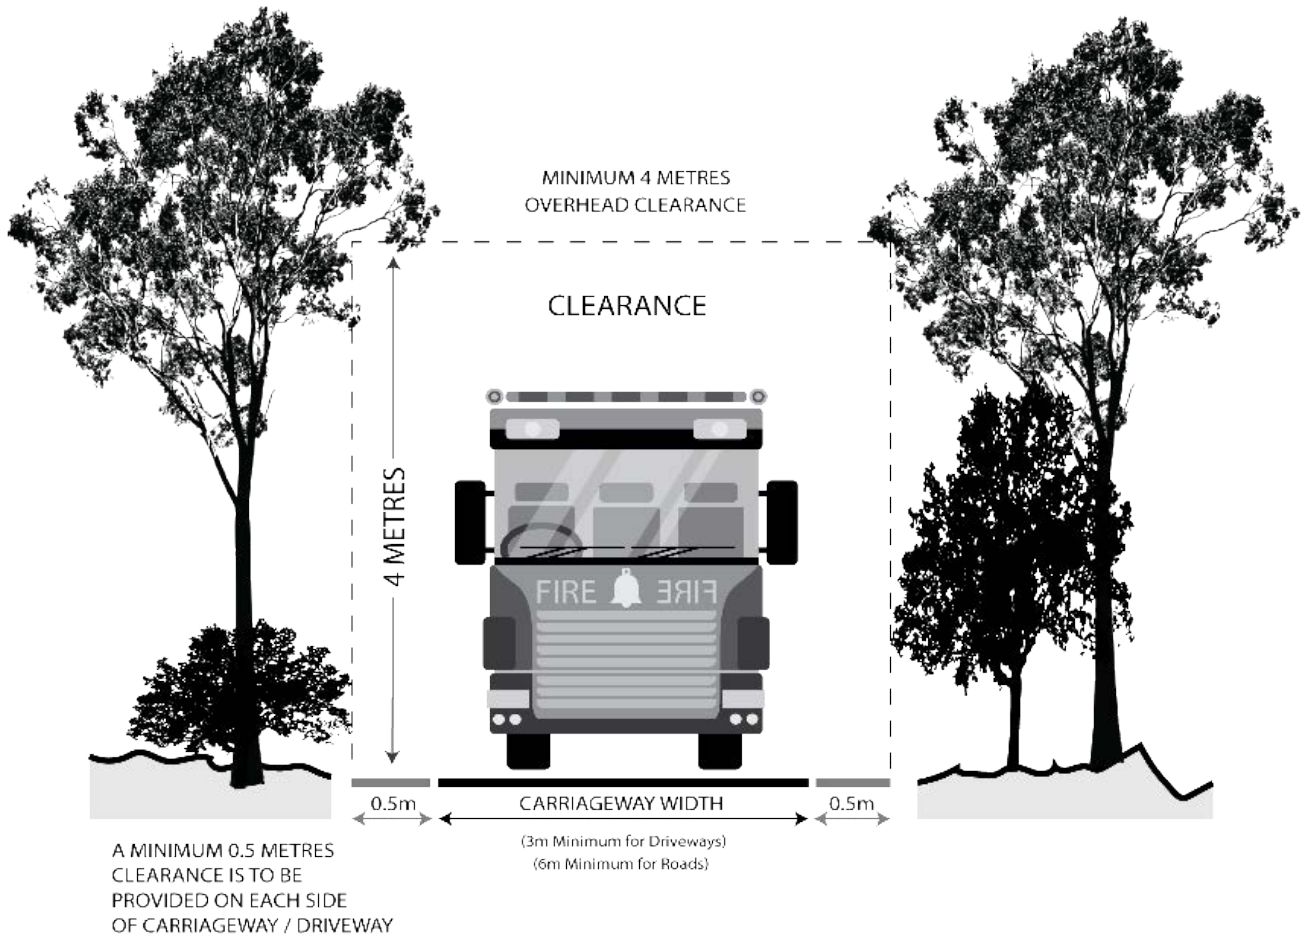 MINIMUM 4 METRES
OVERHEAD CLEARANCE
CLEARANCE
4 METRES
FIRE FIRE
0.5m
CARRIAGEWAY WIDTH
0.5m
(3m Minimum for Driveways)
(6m Minimum for Roads)
A MINIMUM 0.5 METRES
CLEARANCE IS TO BE
PROVIDED ON EACH SIDE
OF CARRIAGEWAY / DRIVEWAY